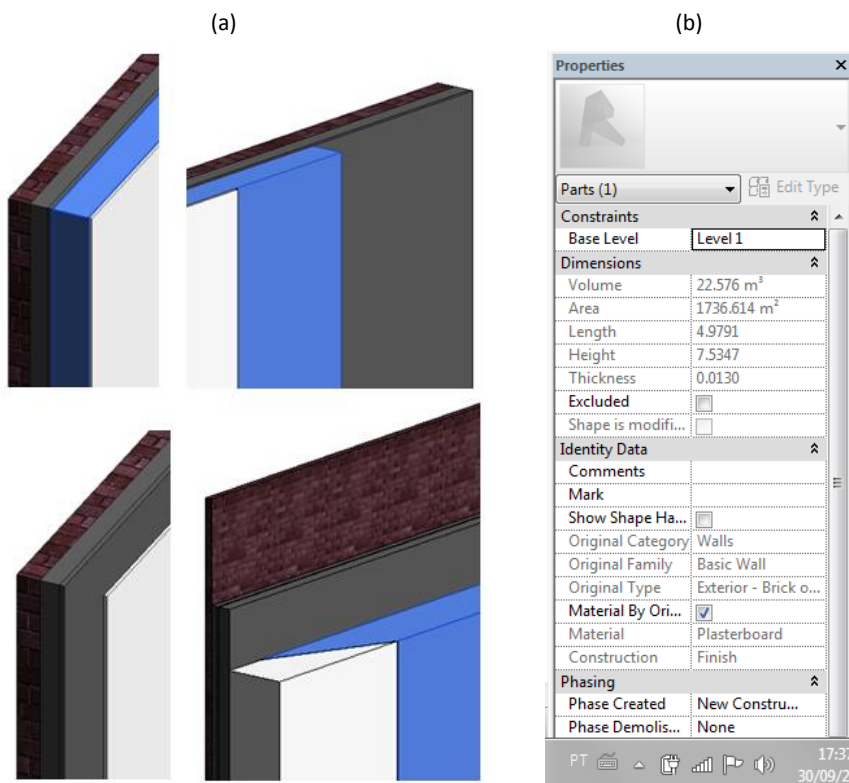 (a)
(b)
Properties
Parts (1)
Edit Type
Constraints
Base Level Level 1
Dimensions
Volume 22.576 m³
Area 1736.614 m²
Length 4.9791
Height 7.5347
Thickness 0.0130
Excluded
Shape is modifi...
Identity Data
Comments
Mark
Show Shape Ha...
Original Category Walls
Original Family Basic Wall
Original Type Exterior - Brick o...
Material By Ori...
Material Plasterboard
Construction Finish
Phasing
Phase Created New Constru...
Phase Demolis... None
PT
17:37
30/09/2